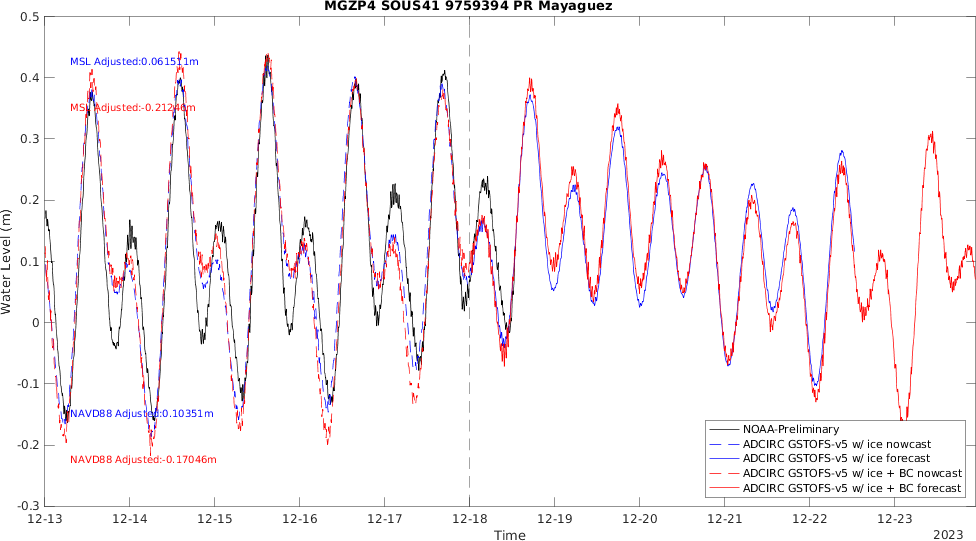 MGZP4 SOUS41 9759394 PR Mayaguez
0.5
0.4
0.3
0.2
0.1
0
-0.1
-0.2
-0.3
Water Level (m)
MSL Adjusted:0.061511m
MSL Adjusted:-0.21246m
NAVD88 Adjusted:0.10351m
NAVD88 Adjusted:-0.17046m
NOAA-Preliminary
ADCIRC GSTOFS-v5 w/ ice nowcast
ADCIRC GSTOFS-v5 w/ ice forecast
ADCIRC GSTOFS-v5 w/ ice + BC nowcast
ADCIRC GSTOFS-v5 w/ ice + BC forecast
12-13 12-14 12-15 12-16 12-17 12-18 12-19 12-20 12-21 12-22 12-23
Time
2023